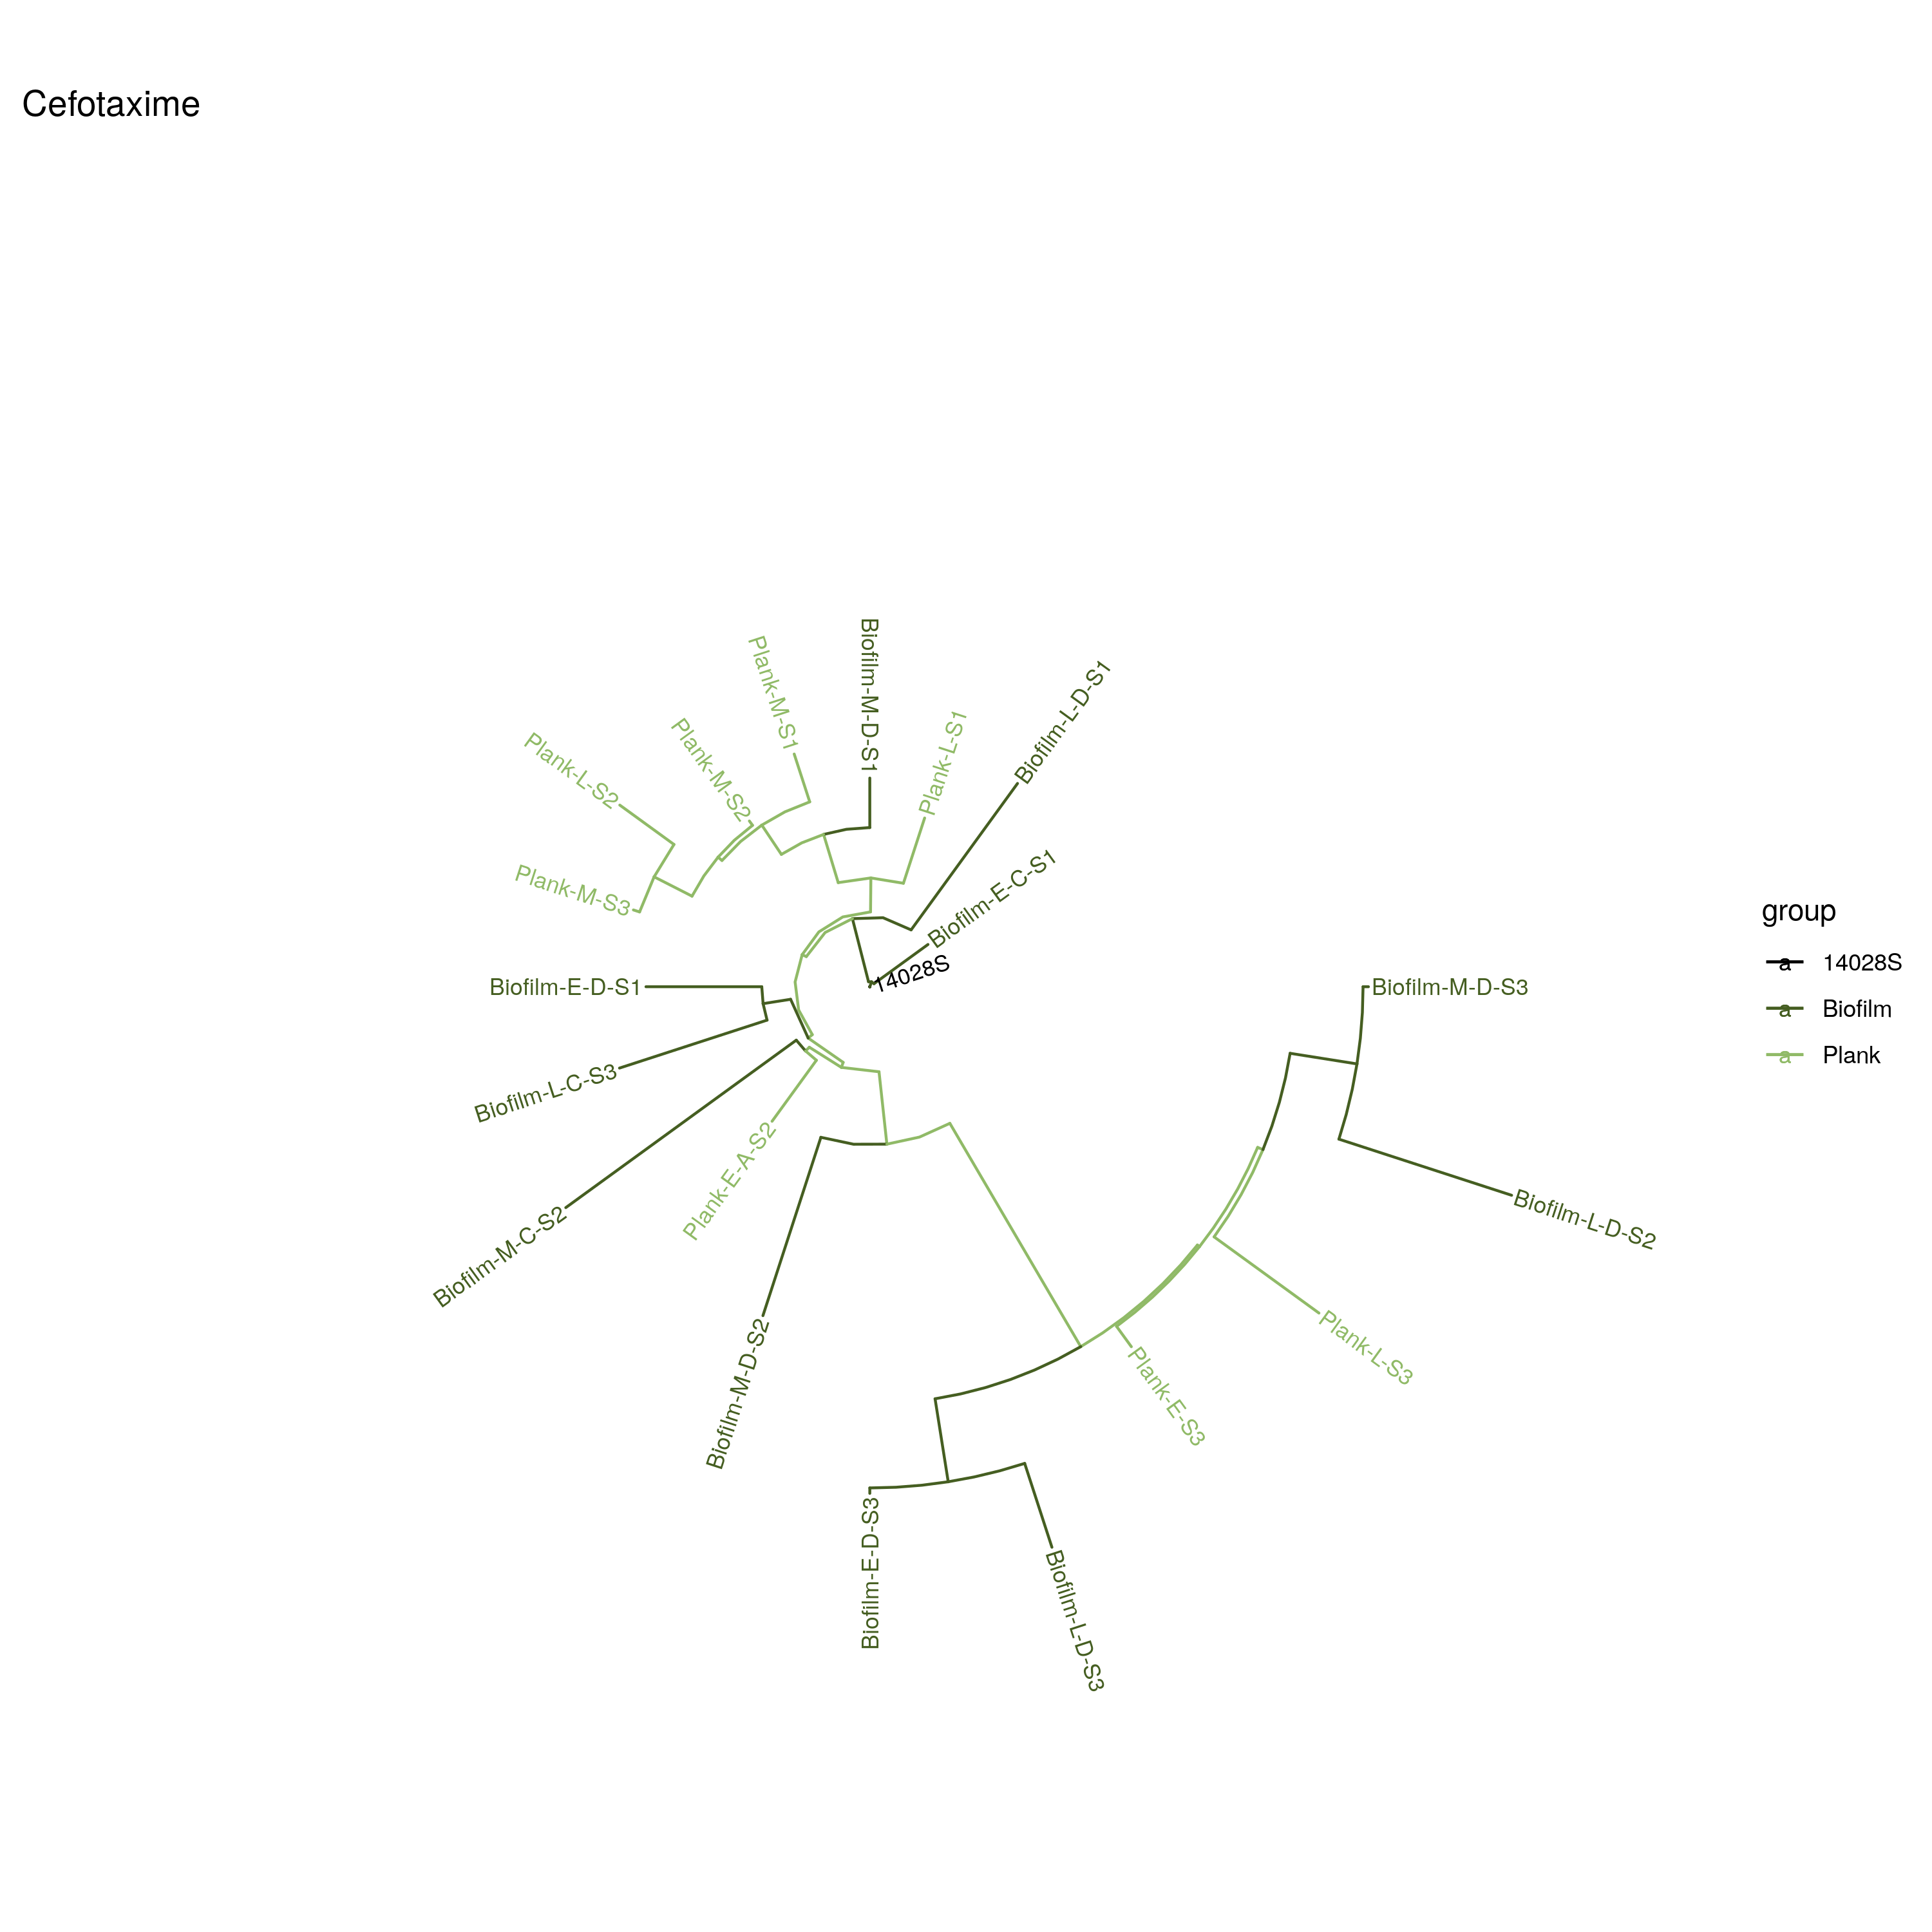 Cefotaxime
Biofilm-M-D-S1
Plank-M-S1
Biofilm-L-D-S1
Plank-L-S1
Plank-M-S2
Plank-L-S2
Biofilm-E-C-S1
Plank-M-S3
14028S
Biofilm-E-D-S1
Biofilm-M-D-S3
Biofilm-L-C-S3
Plank-E-A-S2
Biofilm-L-D-S2
Biofilm-M-C-S2
Plank-L-S3
Biofilm-M-D-S2
Plank-E-S3
Biofilm-E-D-S3
Biofilm-L-D-S3
group
a 14028S
a Biofilm
a Plank